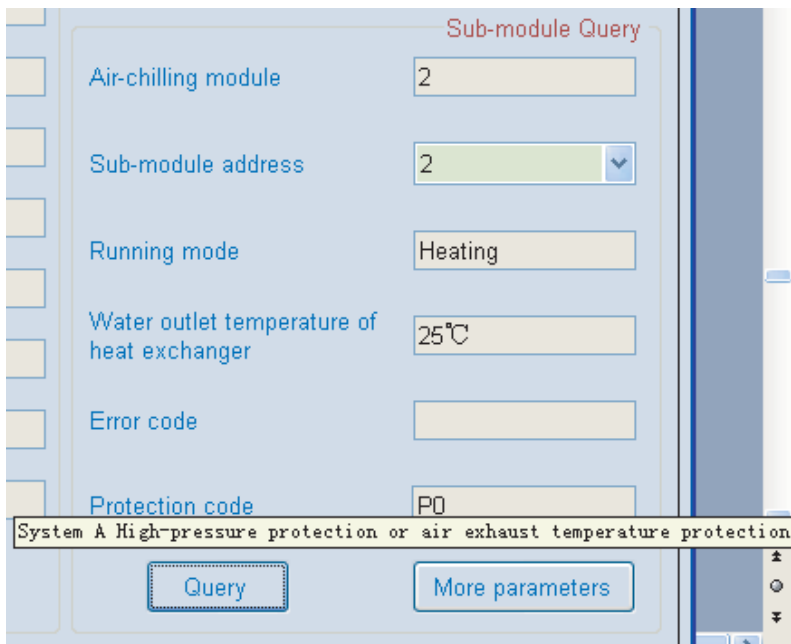 Sub-module Query
Air-chilling module 2
Sub-module address 2
Running mode Heating
Water outlet temperature of
heat exchanger 25℃
Error code
Protection code P0
System A High-pressure protection or air exhaust temperature protection
Query More parameters